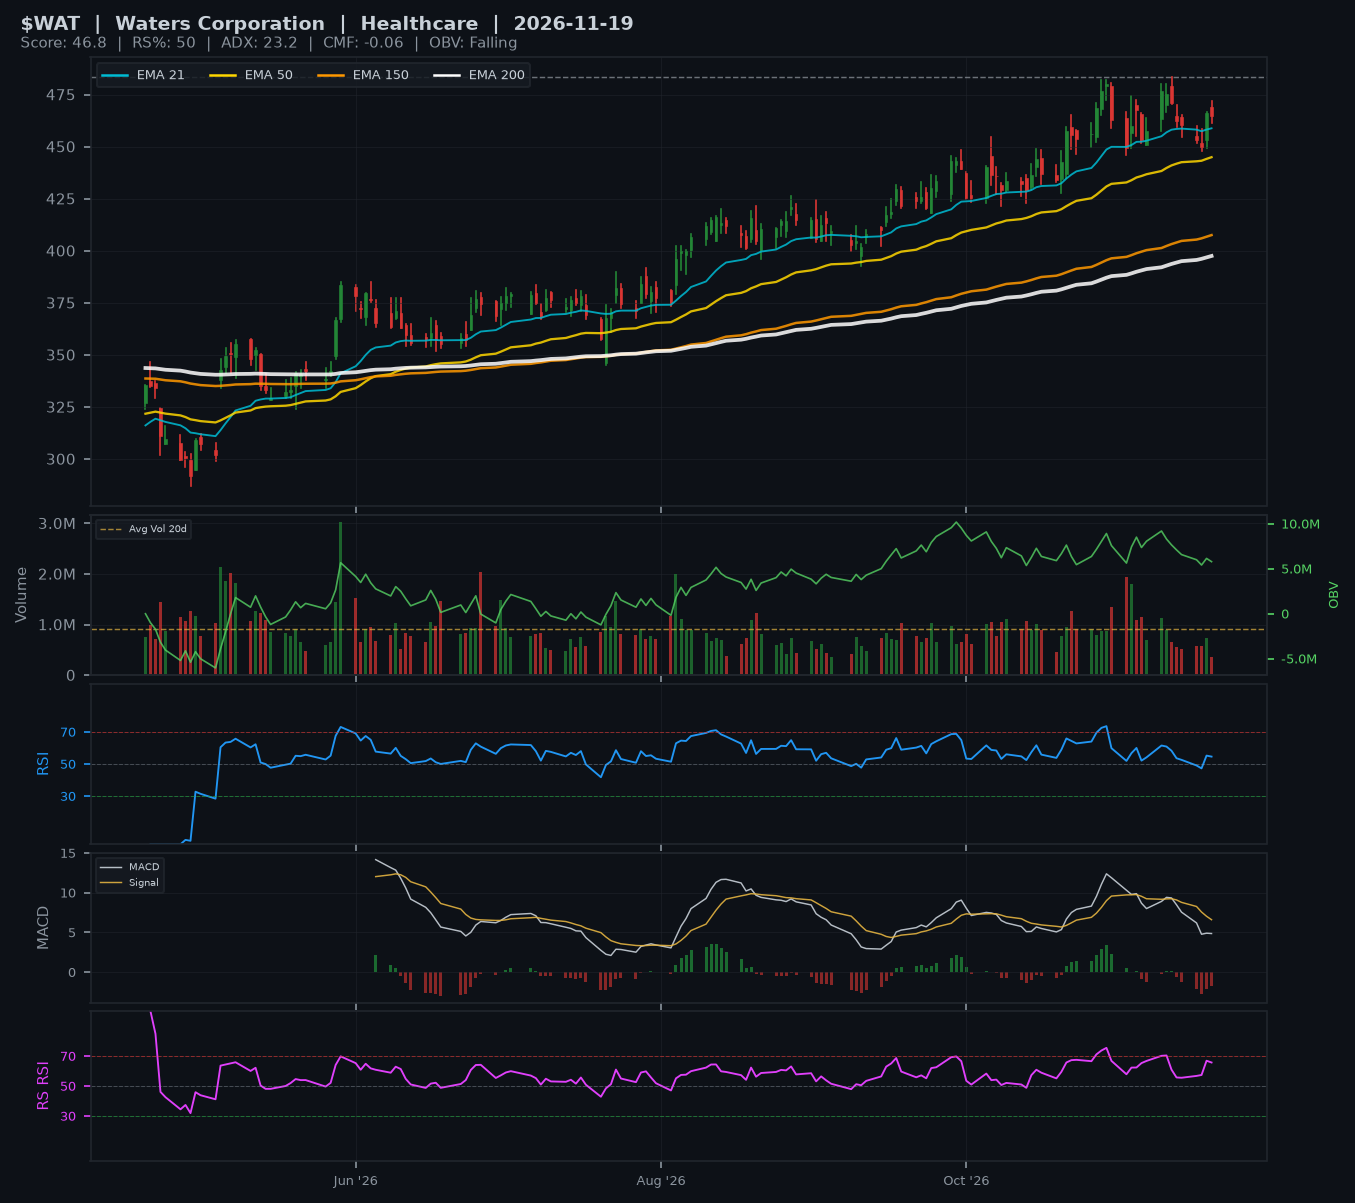 $WAT | Waters Corporation | Healthcare | 2026-11-19
Score: 46.8 | RS%: 50 | ADX: 23.2 | CMF: -0.06 | OBV: Falling
EMA 21 EMA 50 EMA 150 EMA 200
475
450
425
400
375
350
325
300
Avg Vol 20d
3.0M
2.0M
1.0M
0
Volume
10.0M
5.0M
0
-5.0M
OBV
70
50
30
RSI
MACD
Signal
15
10
5
0
MACD
70
50
30
RS RSI
Jun '26 Aug '26 Oct '26